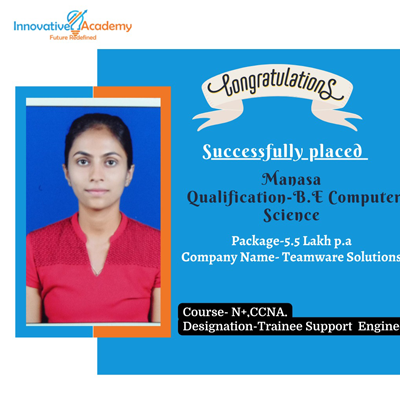 Innovative Academy
Future Redefined
Congratulations
Successfully placed
Manasa
Qualification-B.E Computer
Science
Package-5.5 Lakh p.a
Company Name- Teamware Solutions
Course- N+,CCNA.
Designation-Trainee Support Engine